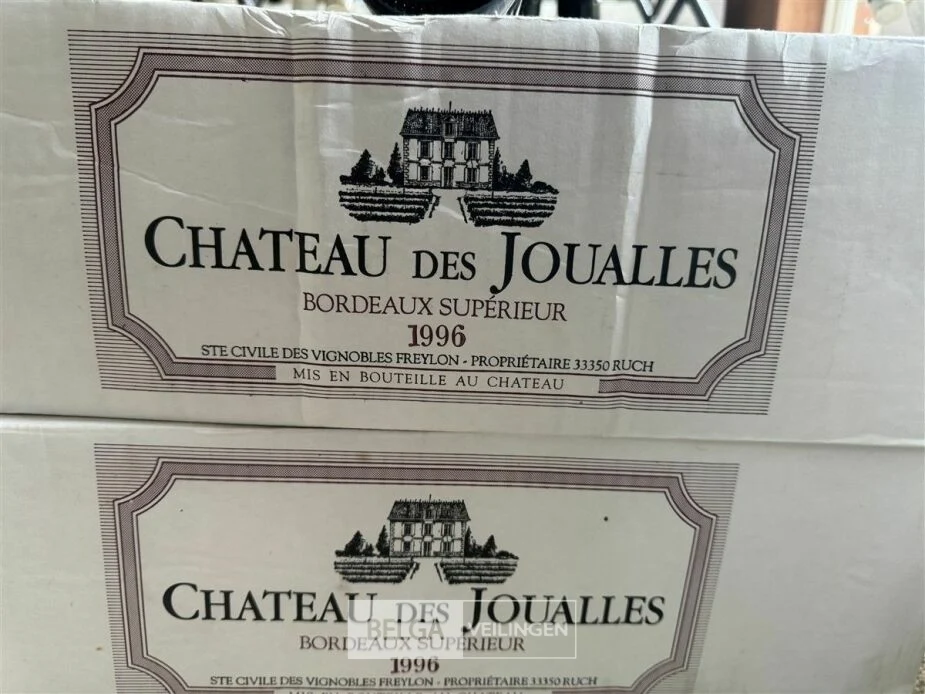 CHATEAU DES JOUALLES
BORDEAUX SUPÉRIEUR
1996
STE CIVILE DES VIGNOBLES FREYLON - PROPRIÉTAIRE 33350 RUCH
MIS EN BOUTEILLE AU CHATEAU
CHATEAU DES JOUALLES
BELGA VEILINGEN
BORDEAUX SUPÉRIEUR
1996
STE CIVILE DES VIGNOBLES FREYLON - PROPRIÉTAIRE 33350 RUCH